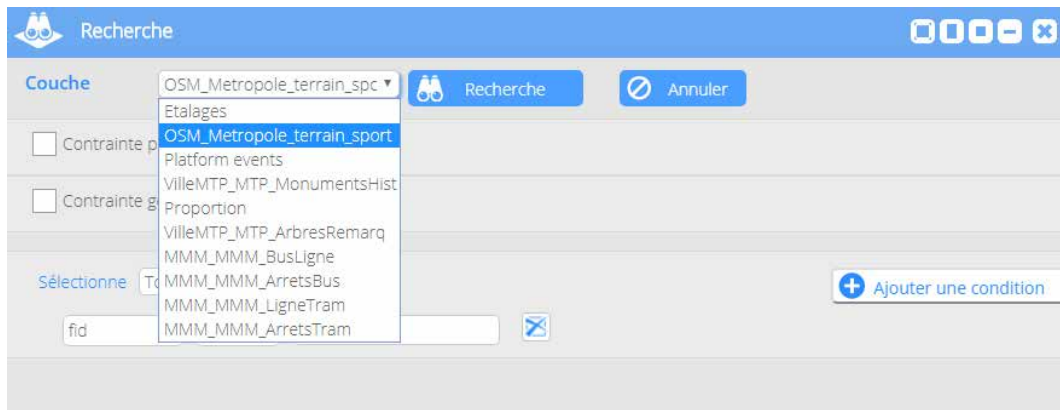 Recherche
Couche
OSM_Metropole_terrain_spc
Recherche
Annuler
Etalages
OSM_Metropole_terrain_sport
Platform events
VilleMTP_MTP_MonumentsHist
Proportion
VilleMTP_MTP_ArbresRemarq
MMM_MMM_BusLigne
MMM_MMM_ArretsBus
MMM_MMM_LigneTram
MMM_MMM_ArretsTram
Contrainte p
Contrainte g
Sélectionne
Ajouter une condition
fid